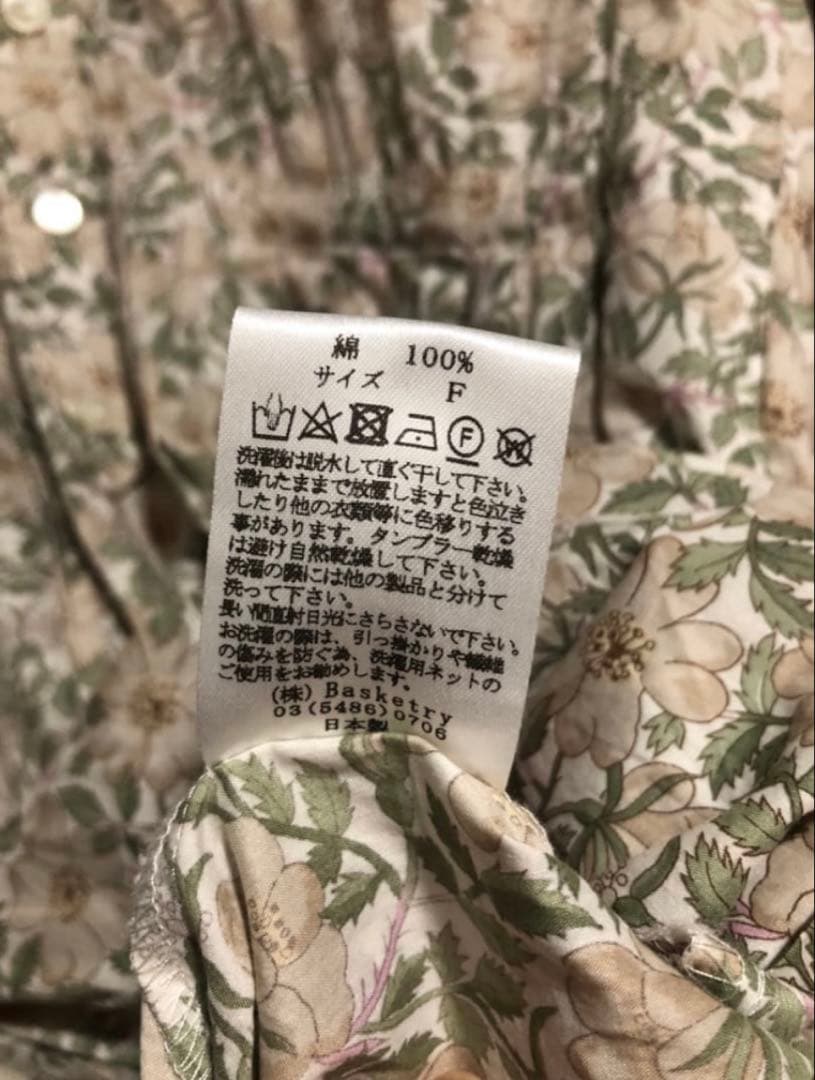 綿 100%
サイズ F
F
W
洗濯後は脱水して直ぐ干して下さい。
濡れたままで放置しますと色泣き
したり他の衣類等に色移りする
事があります。タンブラー乾燥
は避け自然乾燥して下さい。
洗濯の際には他の製品と分けて
洗って下さい。
長い間直射日光にさらさないで下さい。
お洗濯の際は、引っ掛かりや繊維
の傷みを防ぐ為、洗濯用ネットの
ご使用をお勧めします。
(株) Basketry
03(5486)0706
日本製